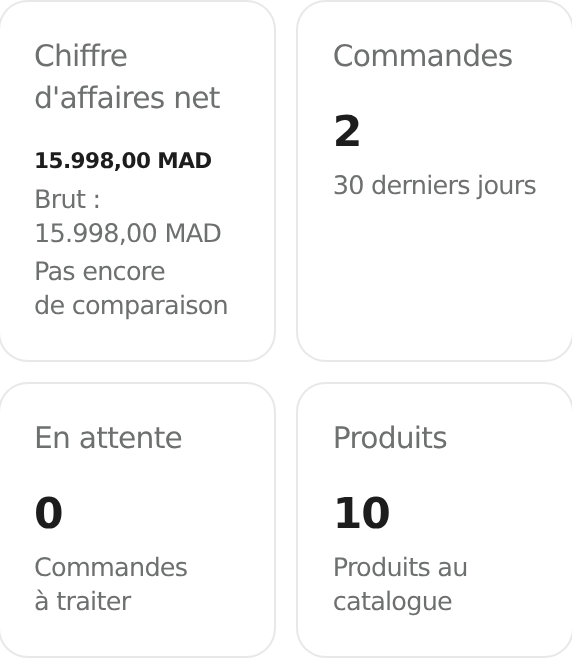 Chiffre
d'affaires net
15.998,00 MAD
Brut :
15.998,00 MAD
Pas encore
de comparaison
Commandes
2
30 derniers jours
En attente
0
Commandes
à traiter
Produits
10
Produits au
catalogue